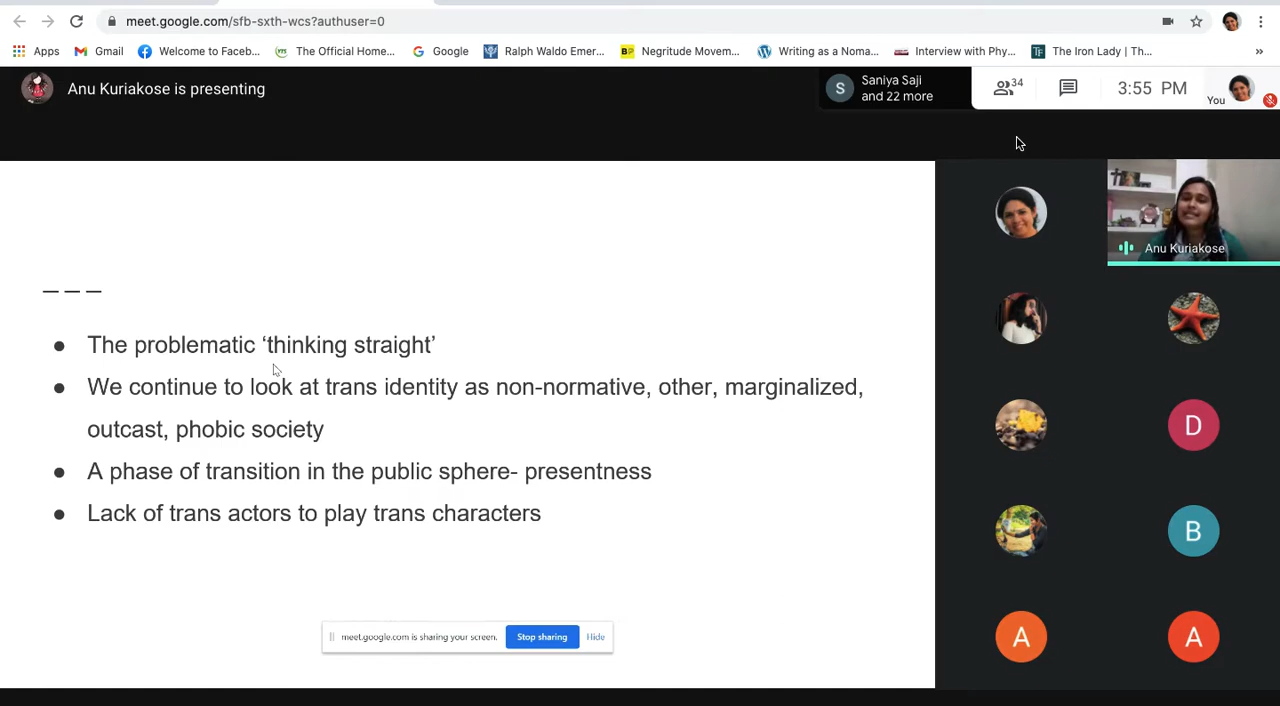 meet.google.com/sfb-sxth-wcs?authuser=0
Apps Gmail Welcome to Faceb... The Official Home... Google Ralph Waldo Emer... BP Negritude Movem... Writing as a Noma... Interview with Phy... TF The Iron Lady | Th... »
Anu Kuriakose is presenting
S Saniya Saji
and 22 more
34
3:55 PM
You
Anu Kuriakose
– – –
● The problematic ‘thinking straight’
● We continue to look at trans identity as non-normative, other, marginalized,
outcast, phobic society
● A phase of transition in the public sphere- presentness
● Lack of trans actors to play trans characters
meet.google.com is sharing your screen. Stop sharing Hide
D
B
A A